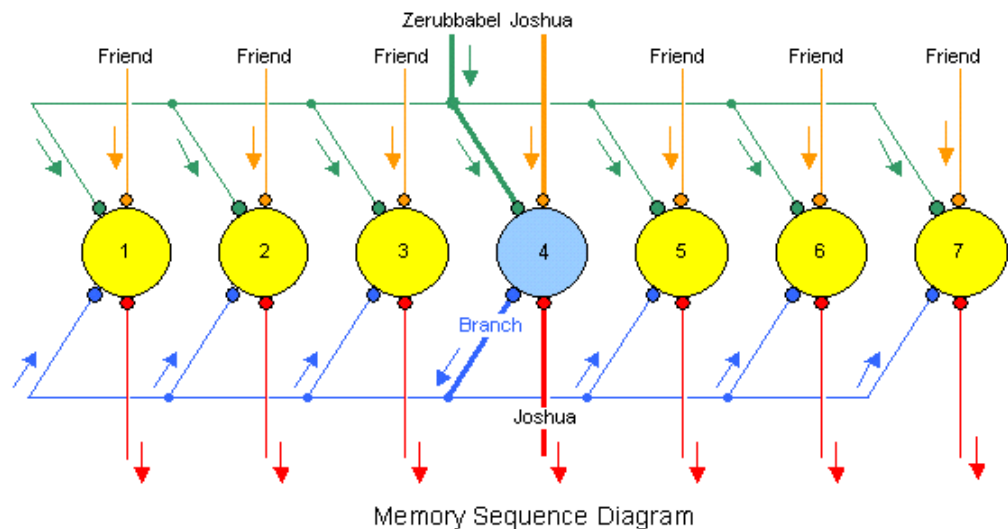 Zerubbabel Joshua
Friend Friend Friend Friend Friend Friend
1 2 3 4 5 6 7
Branch
Joshua
Memory Sequence Diagram